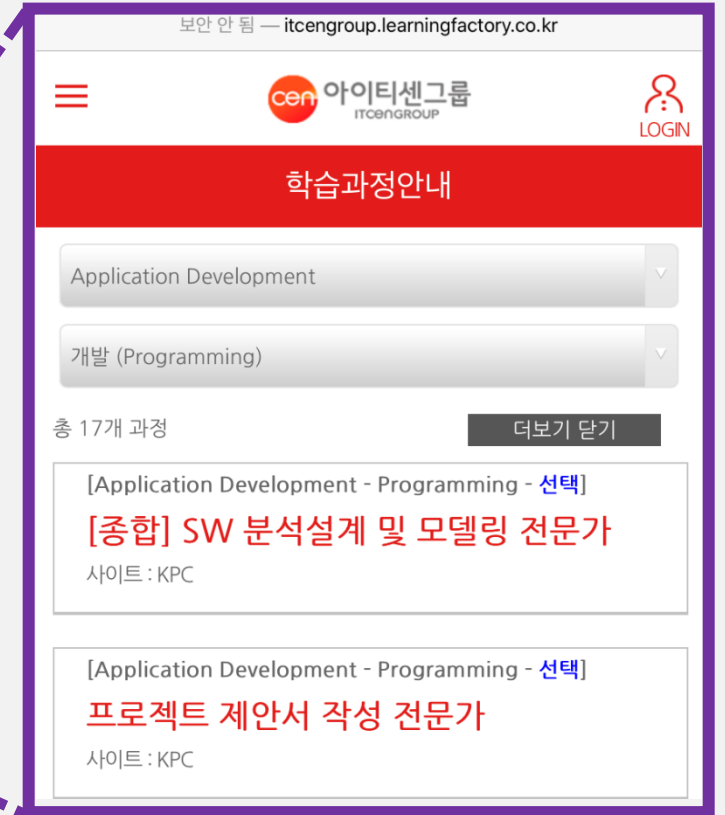 보안 안 됨 — itcengroup.learningfactory.co.kr
cen 아이티센그룹
ITCENGROUP
LOGIN
학습과정안내
Application Development
개발 (Programming)
총 17개 과정
더보기 닫기
[Application Development - Programming - 선택]
[종합] SW 분석설계 및 모델링 전문가
사이트 : KPC
[Application Development - Programming - 선택]
프로젝트 제안서 작성 전문가
사이트 : KPC